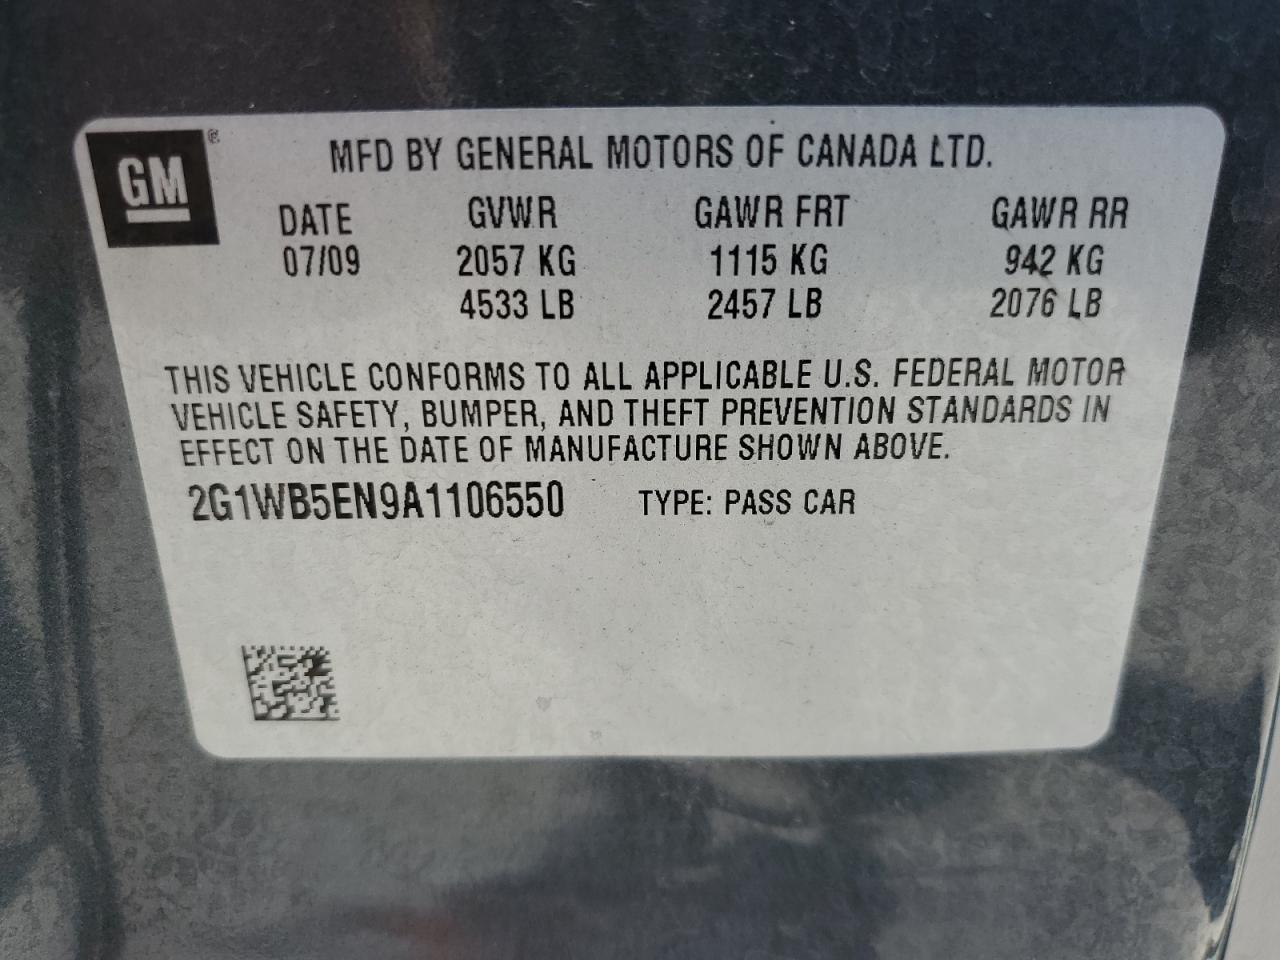 GM®
MFD BY GENERAL MOTORS OF CANADA LTD.
DATE GVWR GAWR FRT GAWR RR
07/09 2057 KG 1115 KG 942 KG
4533 LB 2457 LB 2076 LB
THIS VEHICLE CONFORMS TO ALL APPLICABLE U.S. FEDERAL MOTOR
VEHICLE SAFETY, BUMPER, AND THEFT PREVENTION STANDARDS IN
EFFECT ON THE DATE OF MANUFACTURE SHOWN ABOVE.
2G1WB5EN9A1106550 TYPE: PASS CAR